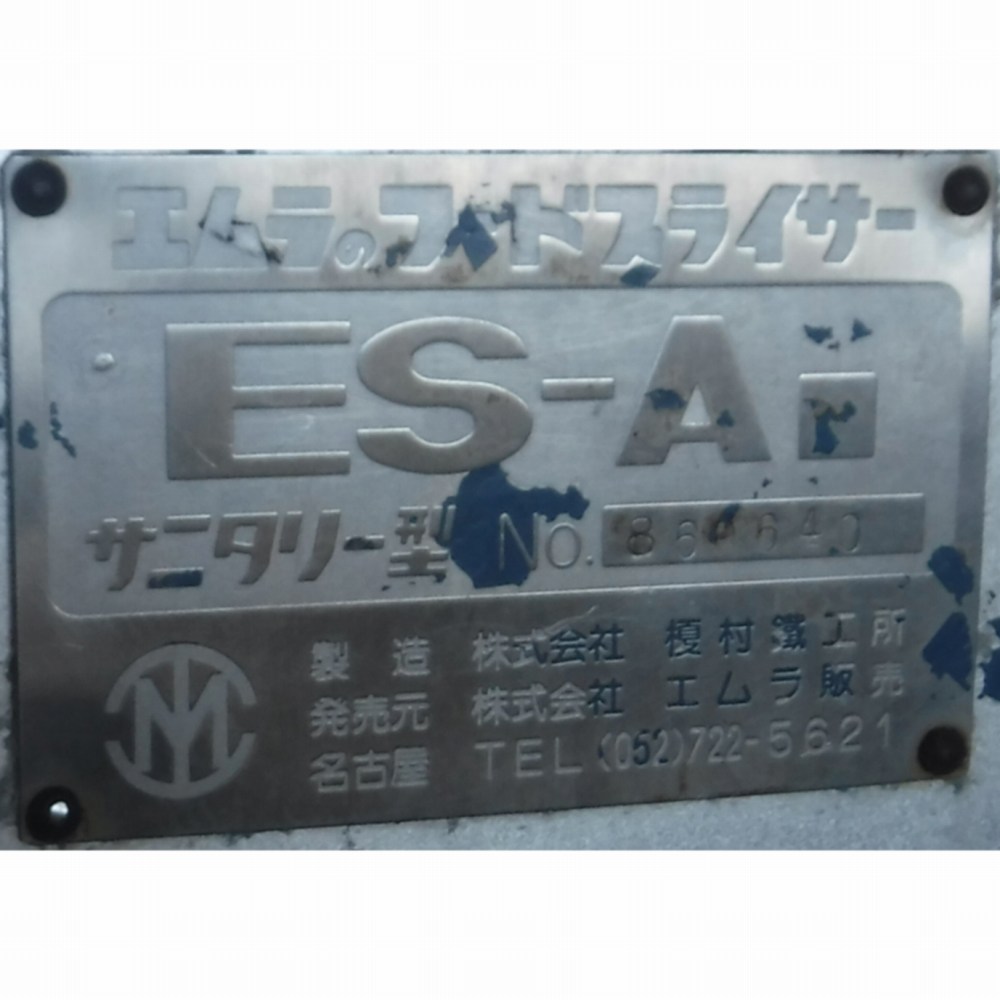 エムラのフードスライサー
ES-Ai
サニタリー型 No.
製造 株式会社 榎村鐵工所
発売元 株式会社 エムラ販売
名古屋 TEL (052)722-5621